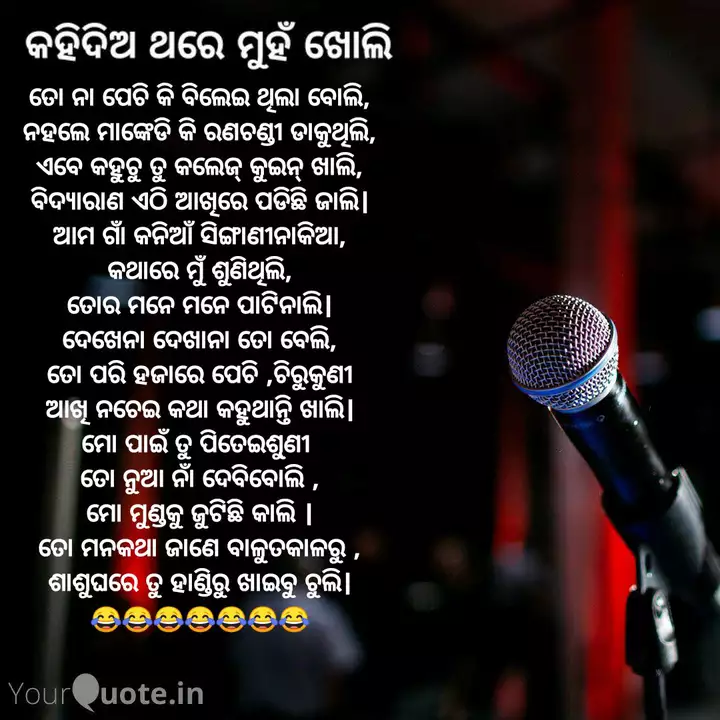 କହିଦିଅ ଥରେ ମୁହଁ ଖୋଲି
ତୋ ନା ପେଚି କି ବିଲେଇ ଥିଲା ବୋଲି,
ନହଲେ ମାଙ୍କେଡି କି ରଣଚଣ୍ଡୀ ଡାକୁଥିଲି,
ଏବେ କହୁଚୁ ତୁ କଲେଜ୍ କୁଇନ୍ ଖାଲି,
ବିଦ୍ୟାରାଣ ଏଠି ଆଖିରେ ପଡିଛି ଜାଲି|
ଆମ ଗାଁ କନିଆଁ ସିଙ୍ଗାଣୀନାକିଆ,
କଥାରେ ମୁଁ ଶୁଣିଥିଲି,
ତୋର ମନେ ମନେ ପାଟିନାଲି|
ଦେଖେନା ଦେଖାନା ତୋ ବେଲି,
ତୋ ପରି ହଜାରେ ପେଚି ,ଚିରୁକୁଣୀ
ଆଖି ନଚେଇ କଥା କହୁଥାନ୍ତି ଖାଲି|
ମୋ ପାଇଁ ତୁ ପିତେଇଶୁଣୀ
ତୋ ନୁଆ ନାଁ ଦେବିବୋଲି ,
ମୋ ମୁଣ୍ଡକୁ ଜୁଟିଛି କାଲି |
ତୋ ମନକଥା ଜାଣେ ବାଳୁତକାଳରୁ ,
ଶାଶୁଘରେ ତୁ ହାଣ୍ଡିରୁ ଖାଇବୁ ଚୁଲି|
😂😂😂😂😂😂😂
YourQuote.in